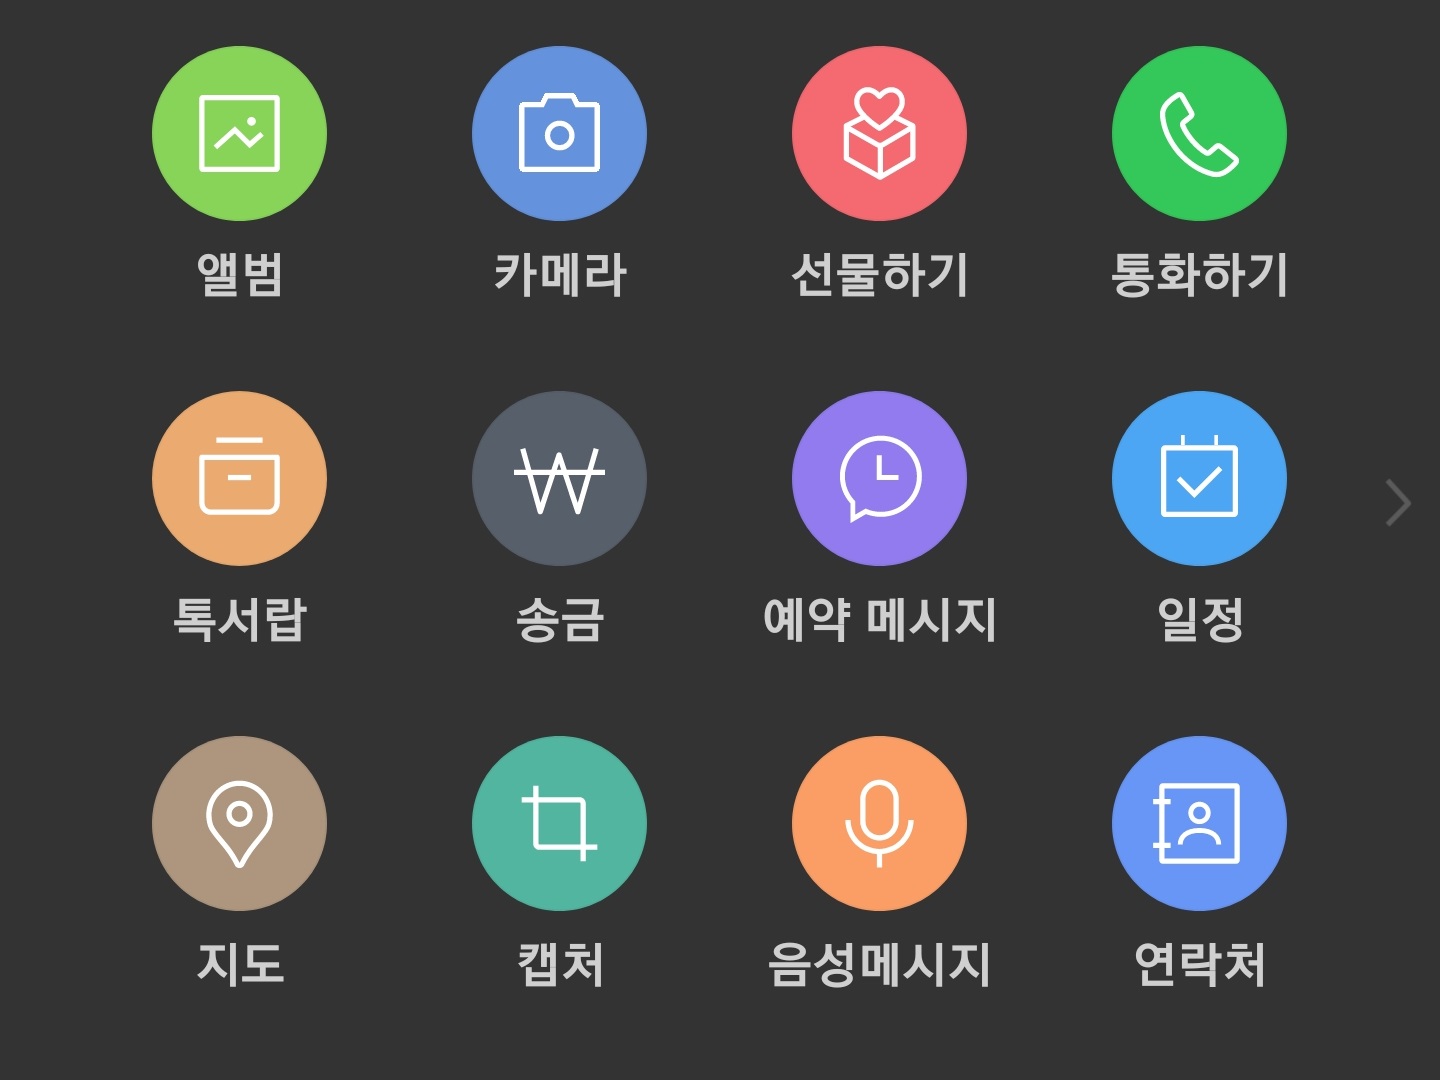 앨범 카메라 선물하기 통화하기
톡서랍 송금 예약 메시지 일정
지도 캡처 음성메시지 연락처